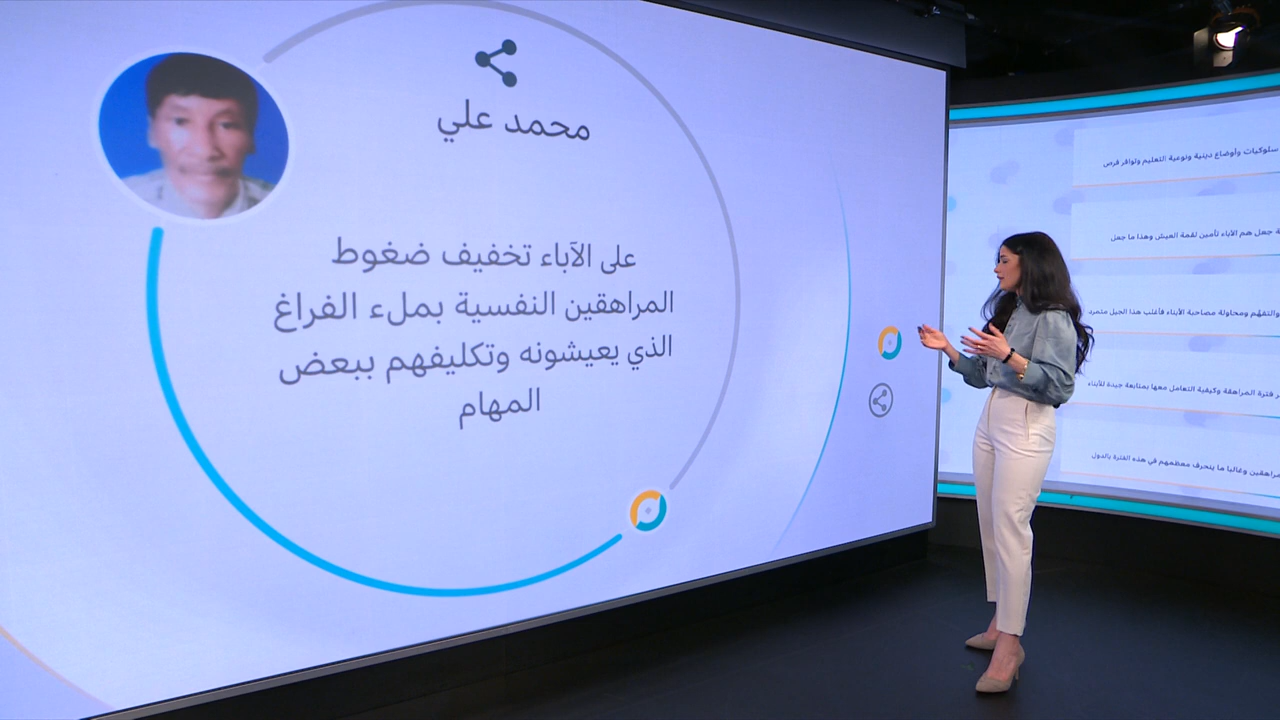 محمد علي
على الآباء تخفيف ضغوط
المراهقين النفسية بملء الفراغ
الذي يعيشونه وتكليفهم ببعض
المهام
سلوكيات وأوضاع دينية ونوعية التعليم وتوافر فرص
جعل هم الآباء تأمين لقمة العيش وهذا ما جعل
والتفهّم ومحاولة مصاحبة الأبناء فأغلب هذا الجيل متمرد
فترة المراهقة وكيفية التعامل معها بمتابعة جيدة للأبناء
وغالبا ما ينحرف معظمهم في هذه الفترة بالدول